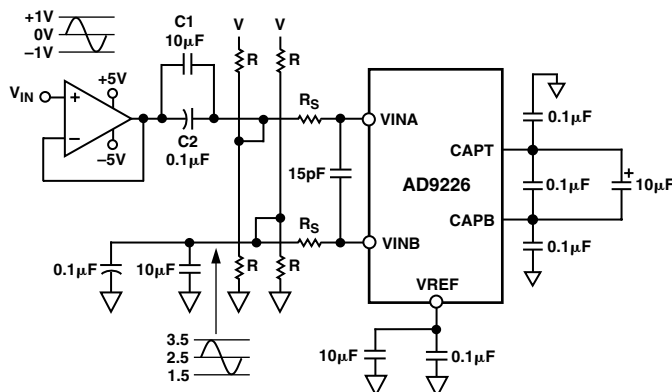 +1V
0V
–1V
C1
10µF
V
V
R
R
VIN
+5V
–5V
C2
0.1µF
RS
VINA
15pF
RS
VINB
R
R
0.1µF
10µF
3.5
2.5
1.5
AD9226
CAPT
CAPB
VREF
0.1µF
0.1µF
10µF
0.1µF
10µF
0.1µF
+
–
+